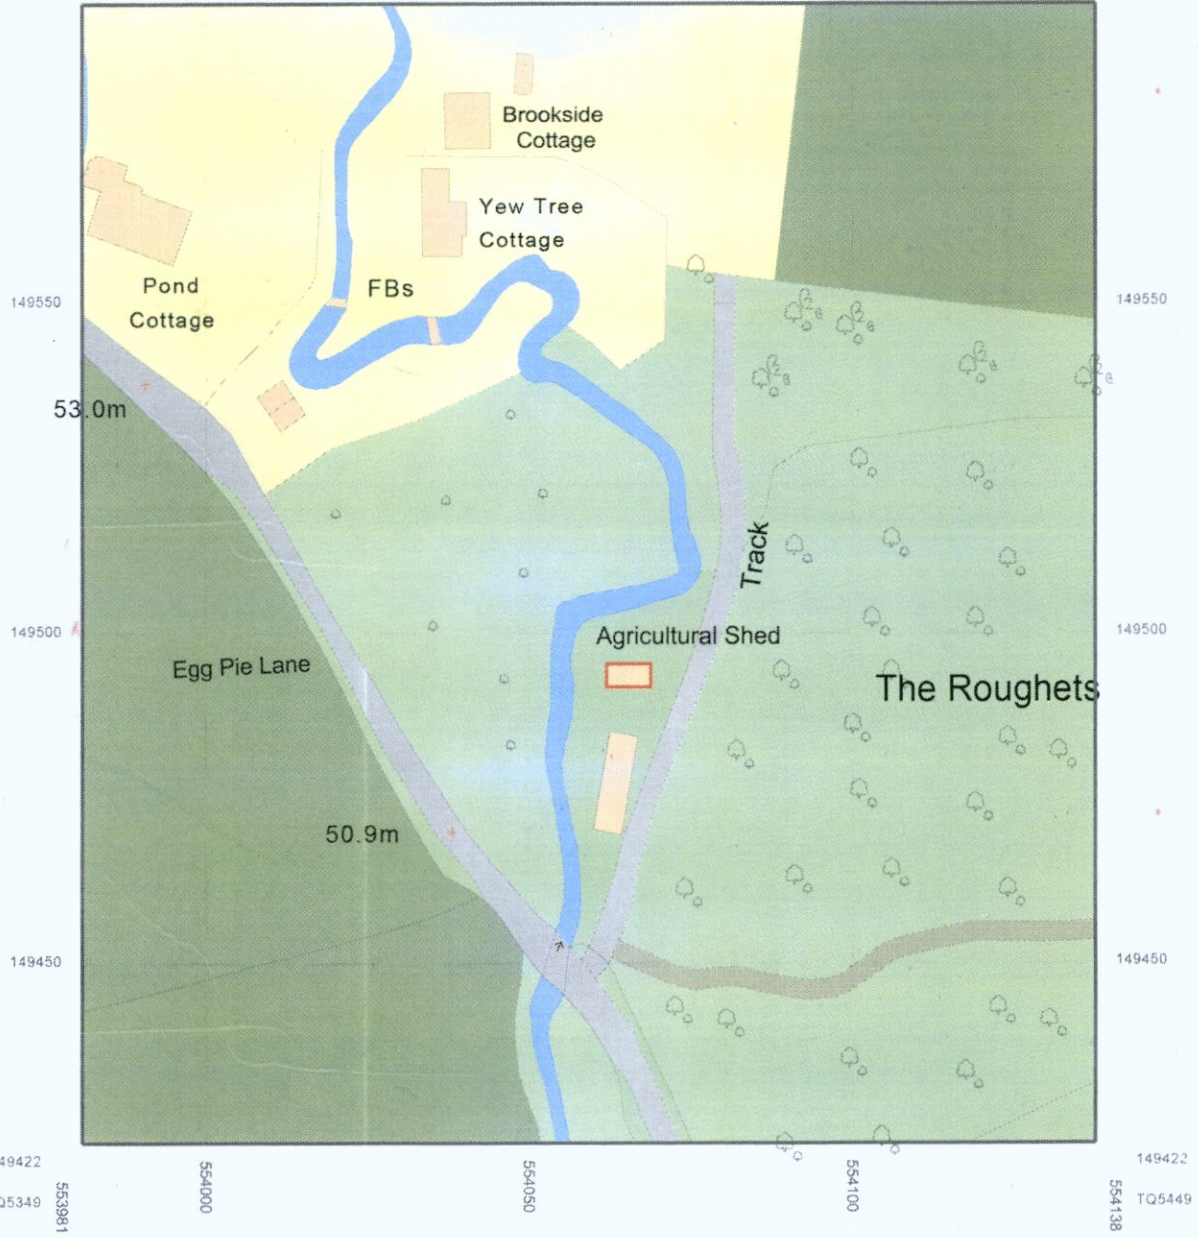 Brookside
Cottage
Yew Tree
Cottage
Pond
Cottage
FBs
149550
149550
53.0m
Track
149500
149500
Agricultural Shed
Egg Pie Lane
The Roughets
50.9m
149450
149450
49422
149422
Q5349
TQ5449
553981
554000
554050
554100
554138